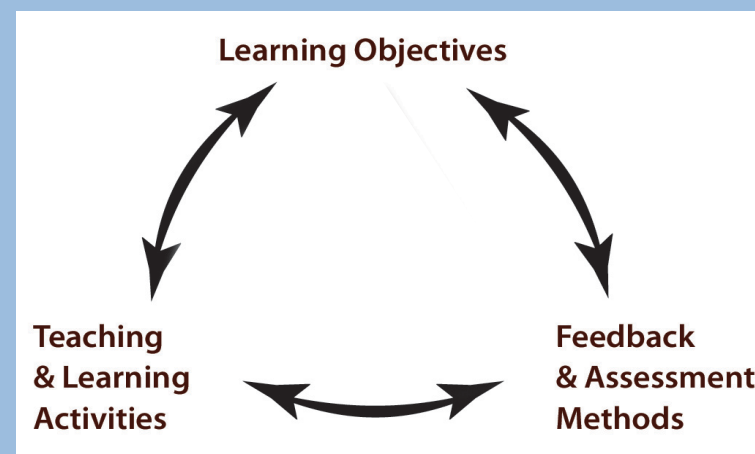 Learning Objectives
Teaching
& Learning
Activities
Feedback
& Assessment
Methods